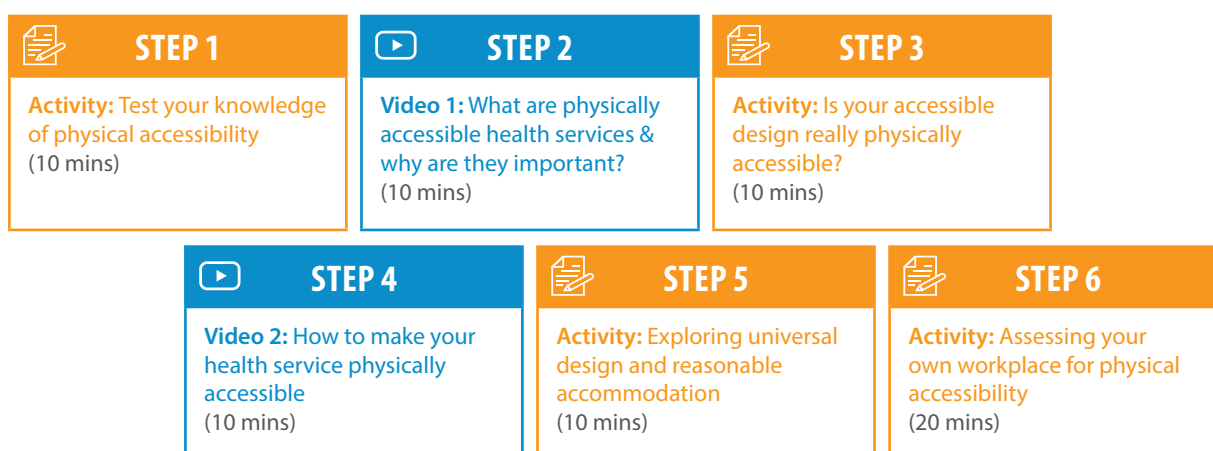 STEP 1
Activity: Test your knowledge
of physical accessibility
(10 mins)
STEP 2
Video 1: What are physically
accessible health services &
why are they important?
(10 mins)
STEP 3
Activity: Is your accessible
design really physically
accessible?
(10 mins)
STEP 4
Video 2: How to make your
health service physically
accessible
(10 mins)
STEP 5
Activity: Exploring universal
design and reasonable
accommodation
(10 mins)
STEP 6
Activity: Assessing your
own workplace for physical
accessibility
(20 mins)